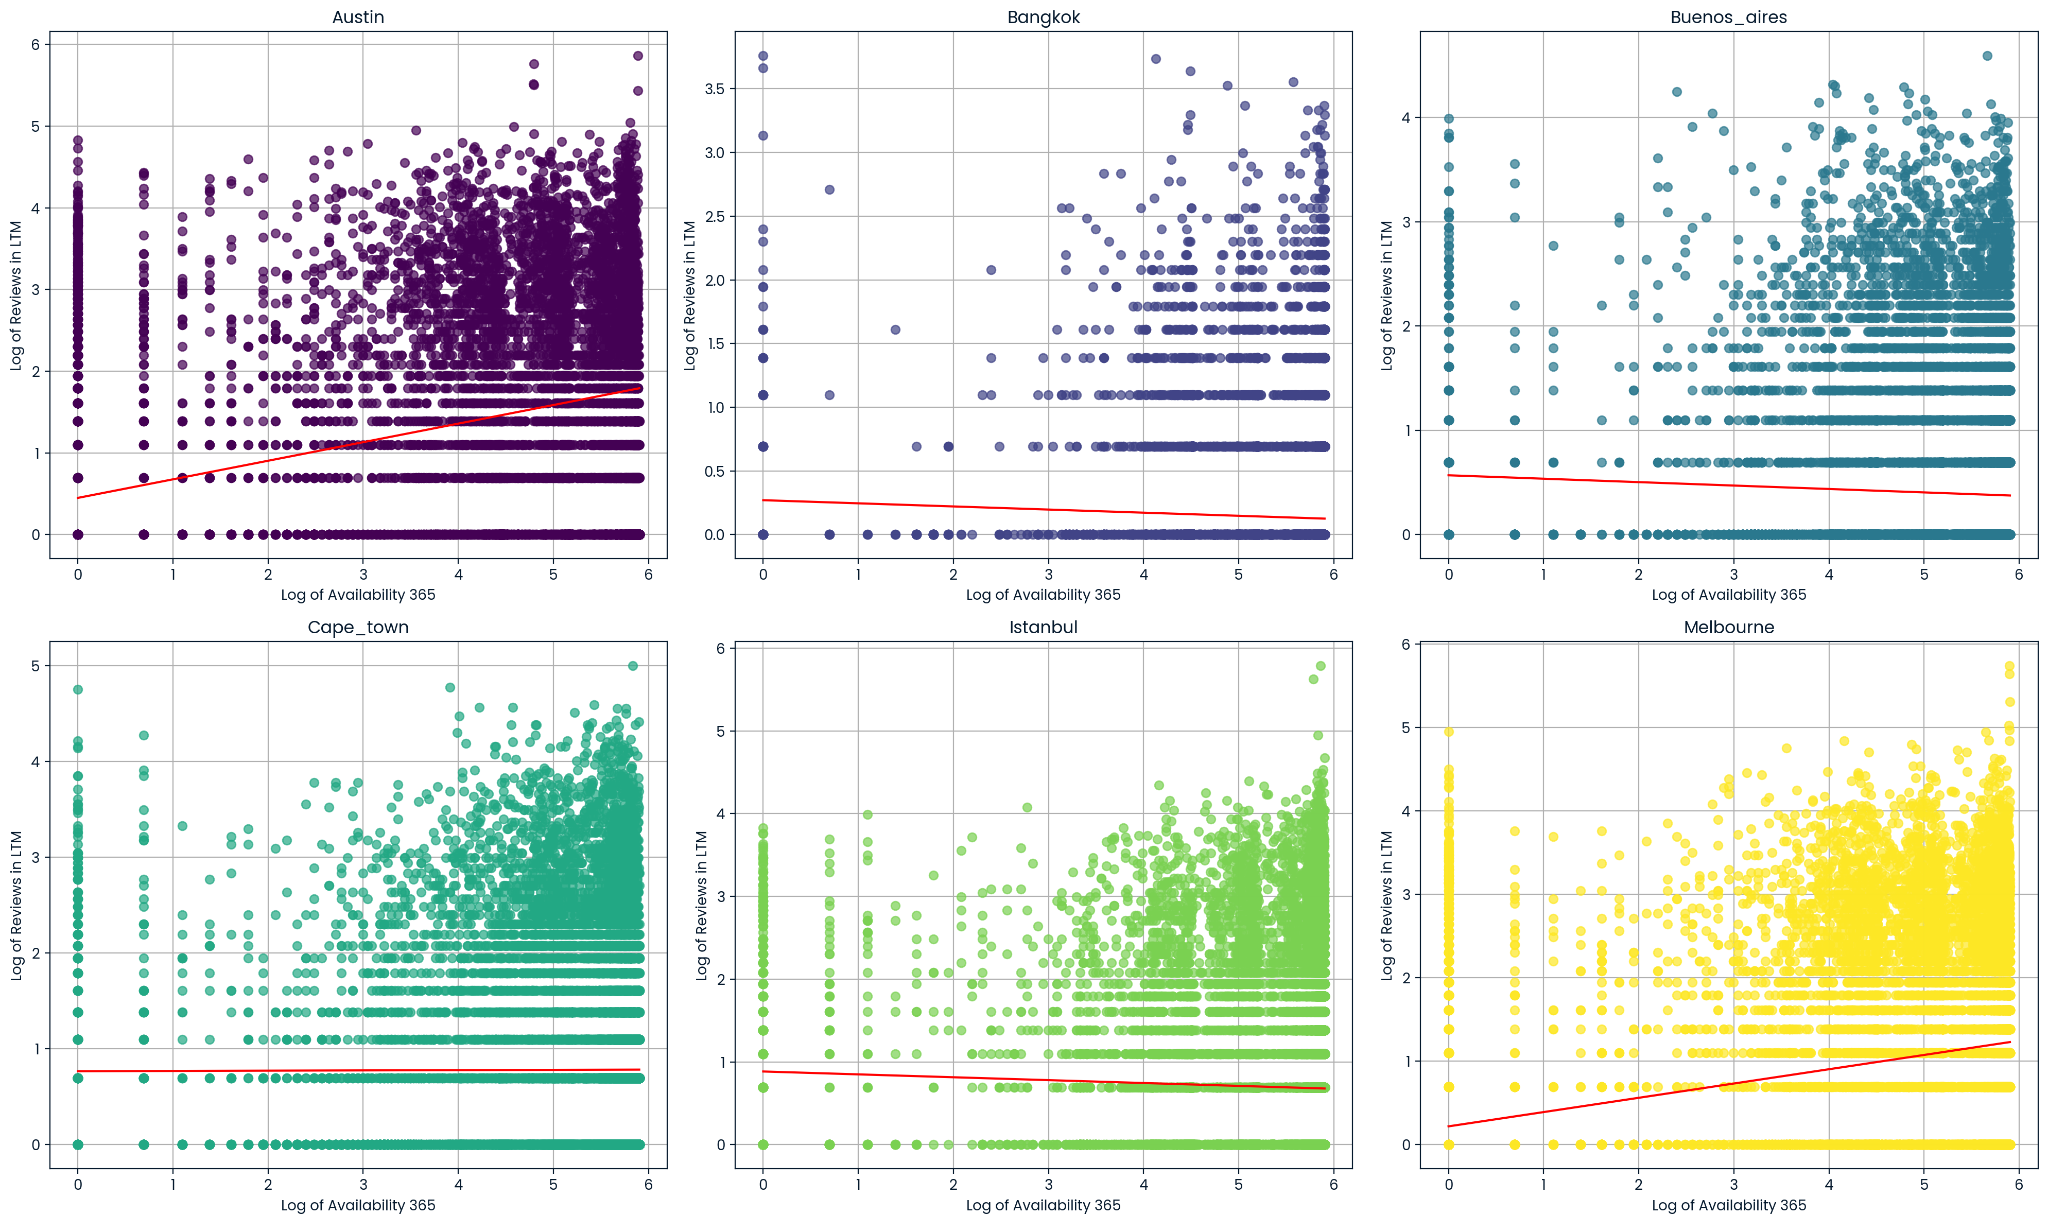 Austin
Bangkok
Buenos_aires
6
5
4
3
2
1
0
Log of Reviews in LTM
0 1 2 3 4 5 6
Log of Availability 365
3.5
3.0
2.5
2.0
1.5
1.0
0.5
0.0
Log of Reviews in LTM
0 1 2 3 4 5 6
Log of Availability 365
4
3
2
1
0
Log of Reviews in LTM
0 1 2 3 4 5 6
Log of Availability 365
Cape_town
Istanbul
Melbourne
5
4
3
2
1
0
Log of Reviews in LTM
0 1 2 3 4 5 6
Log of Availability 365
6
5
4
3
2
1
0
Log of Reviews in LTM
0 1 2 3 4 5 6
Log of Availability 365
6
5
4
3
2
1
0
Log of Reviews in LTM
0 1 2 3 4 5 6
Log of Availability 365